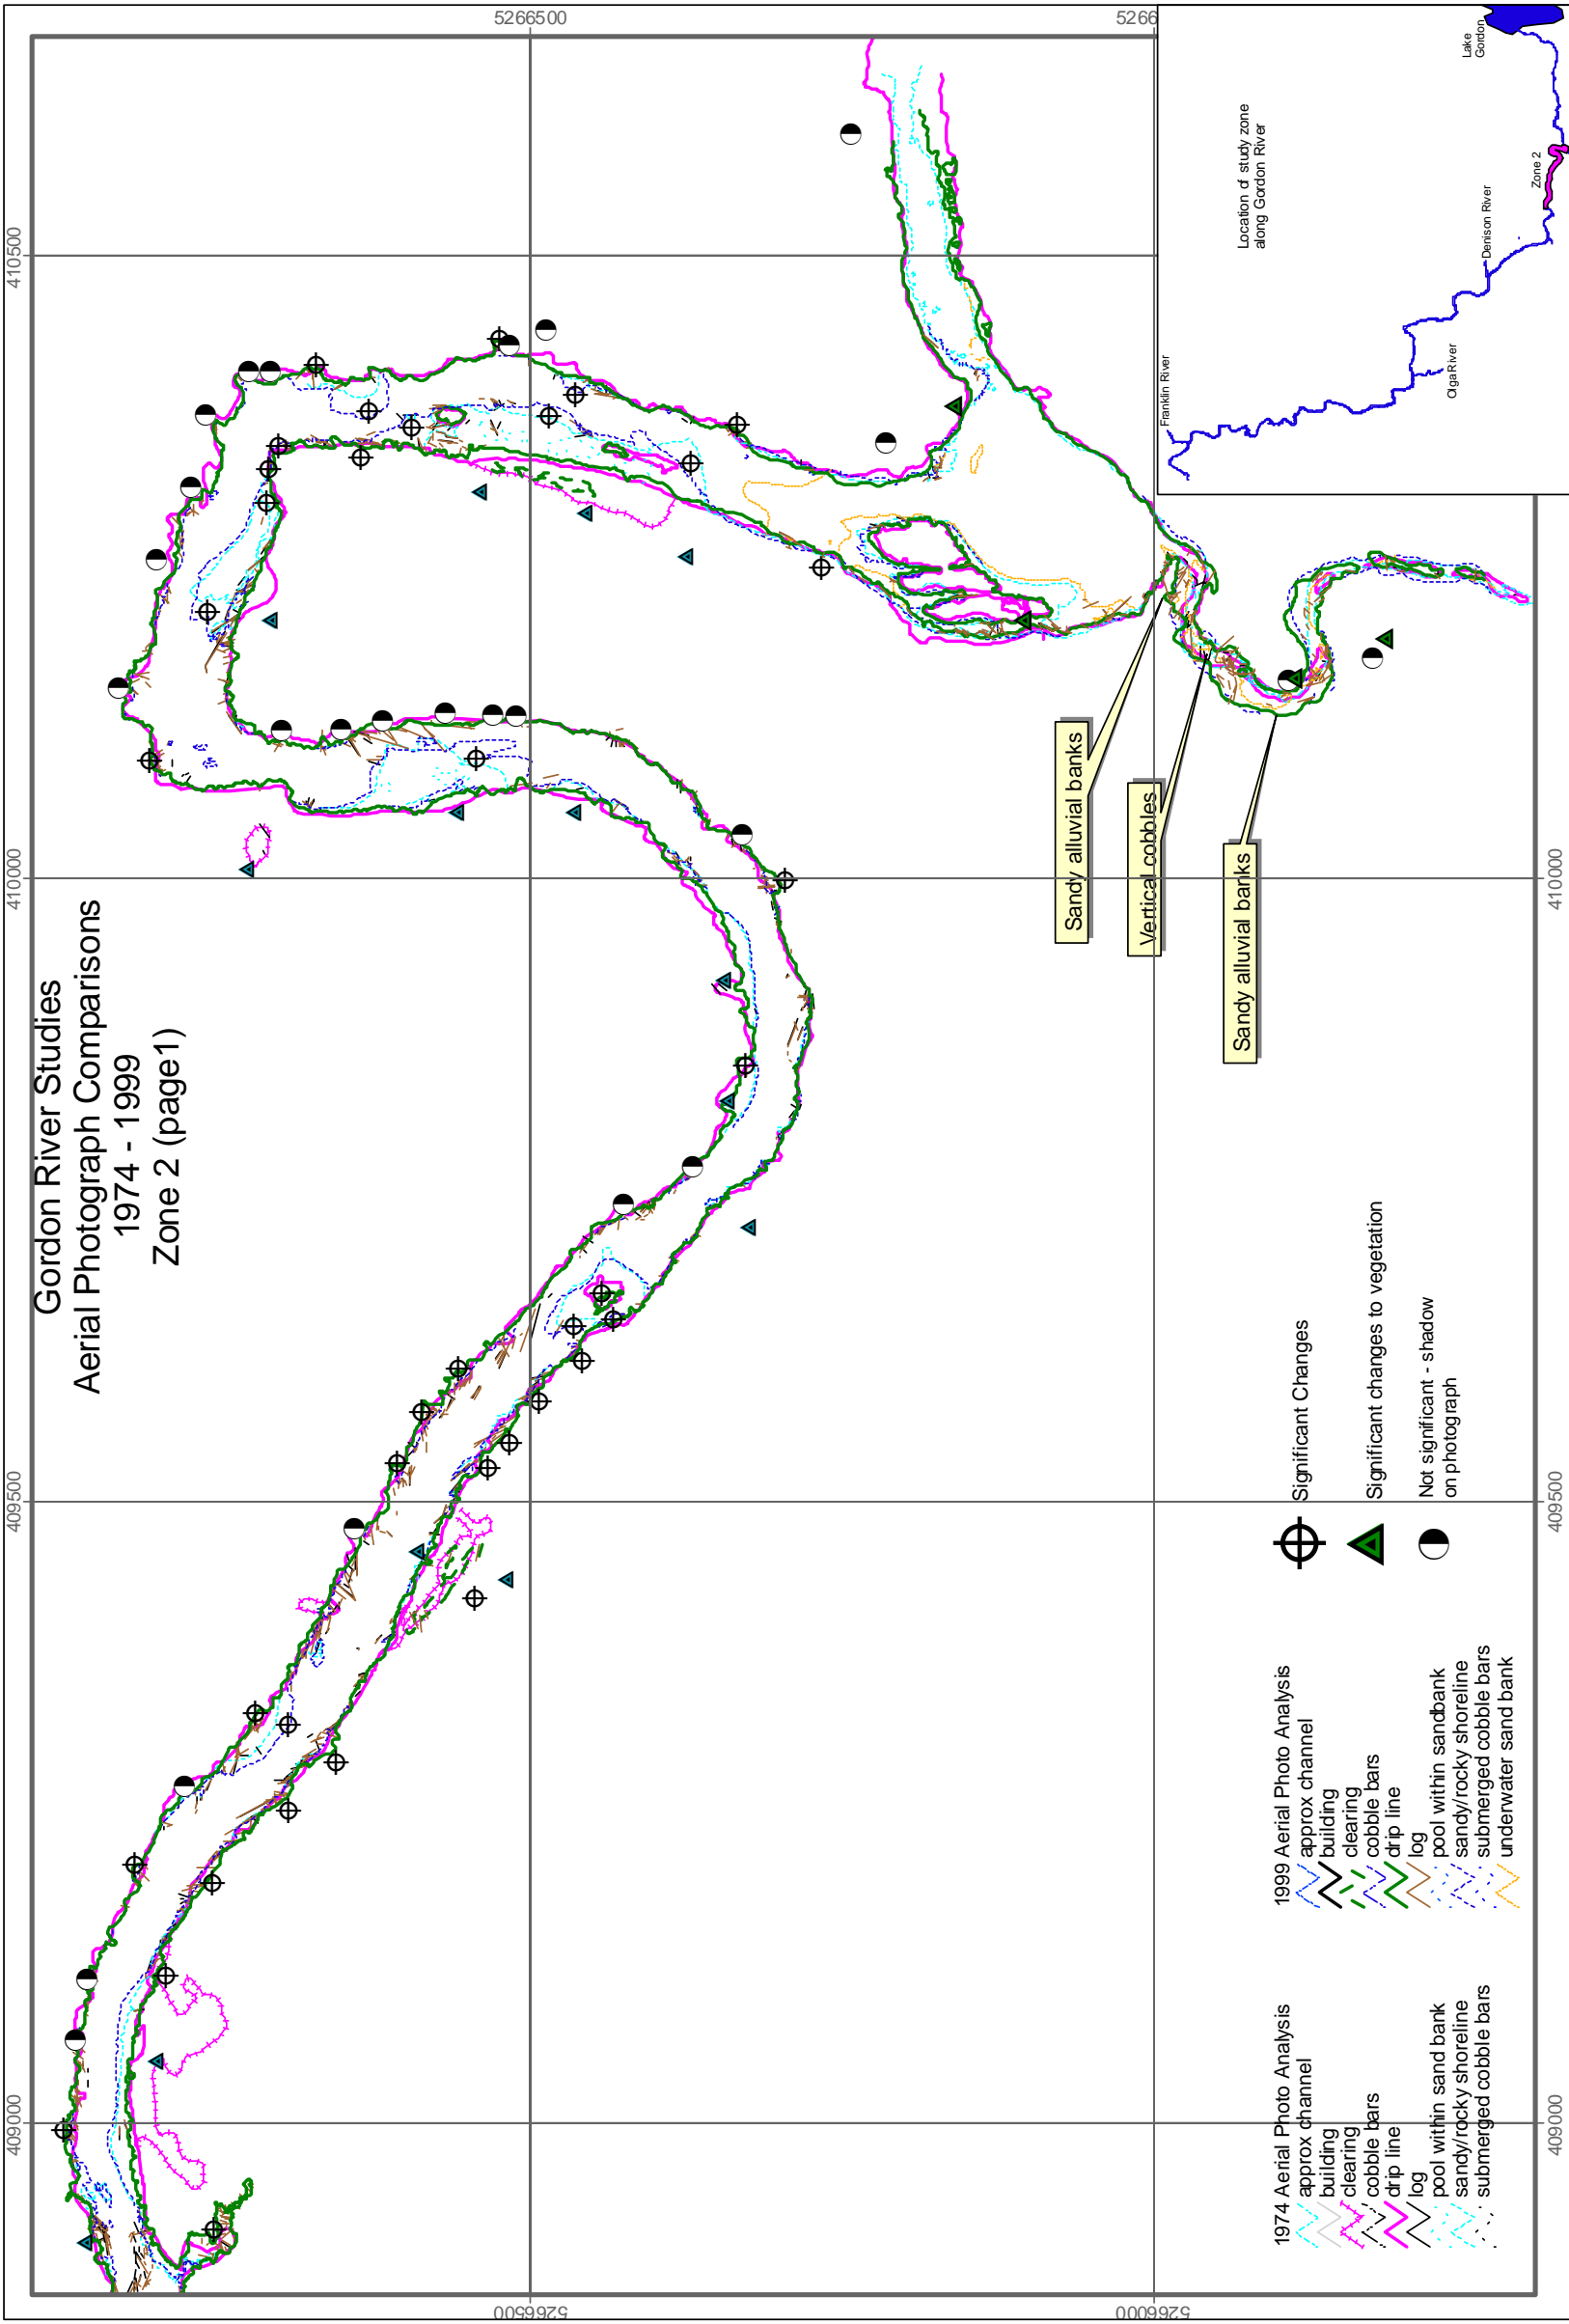 Gordon River Studies
Aerial Photograph Comparisons
1974 - 1999
Zone 2 (page1)
5266500
5266
410500
410000
410000
409500
409500
409000
409000
5266500
5266000
Sandy alluvial banks
Vertical cobbles
Sandy alluvial banks
Location of study zone
along Gordon River
Franklin River
Olga River
Denison River
Zone 2
Lake
Gordon
Significant Changes
Significant changes to vegetation
Not significant - shadow
on photograph
1974 Aerial Photo Analysis
approx channel
building
clearing
cobble bars
drip line
log
pool within sand bank
sandy/rocky shoreline
submerged cobble bars
1999 Aerial Photo Analysis
approx channel
building
clearing
cobble bars
drip line
log
pool within sandbank
sandy/rocky shoreline
submerged cobble bars
underwater sand bank